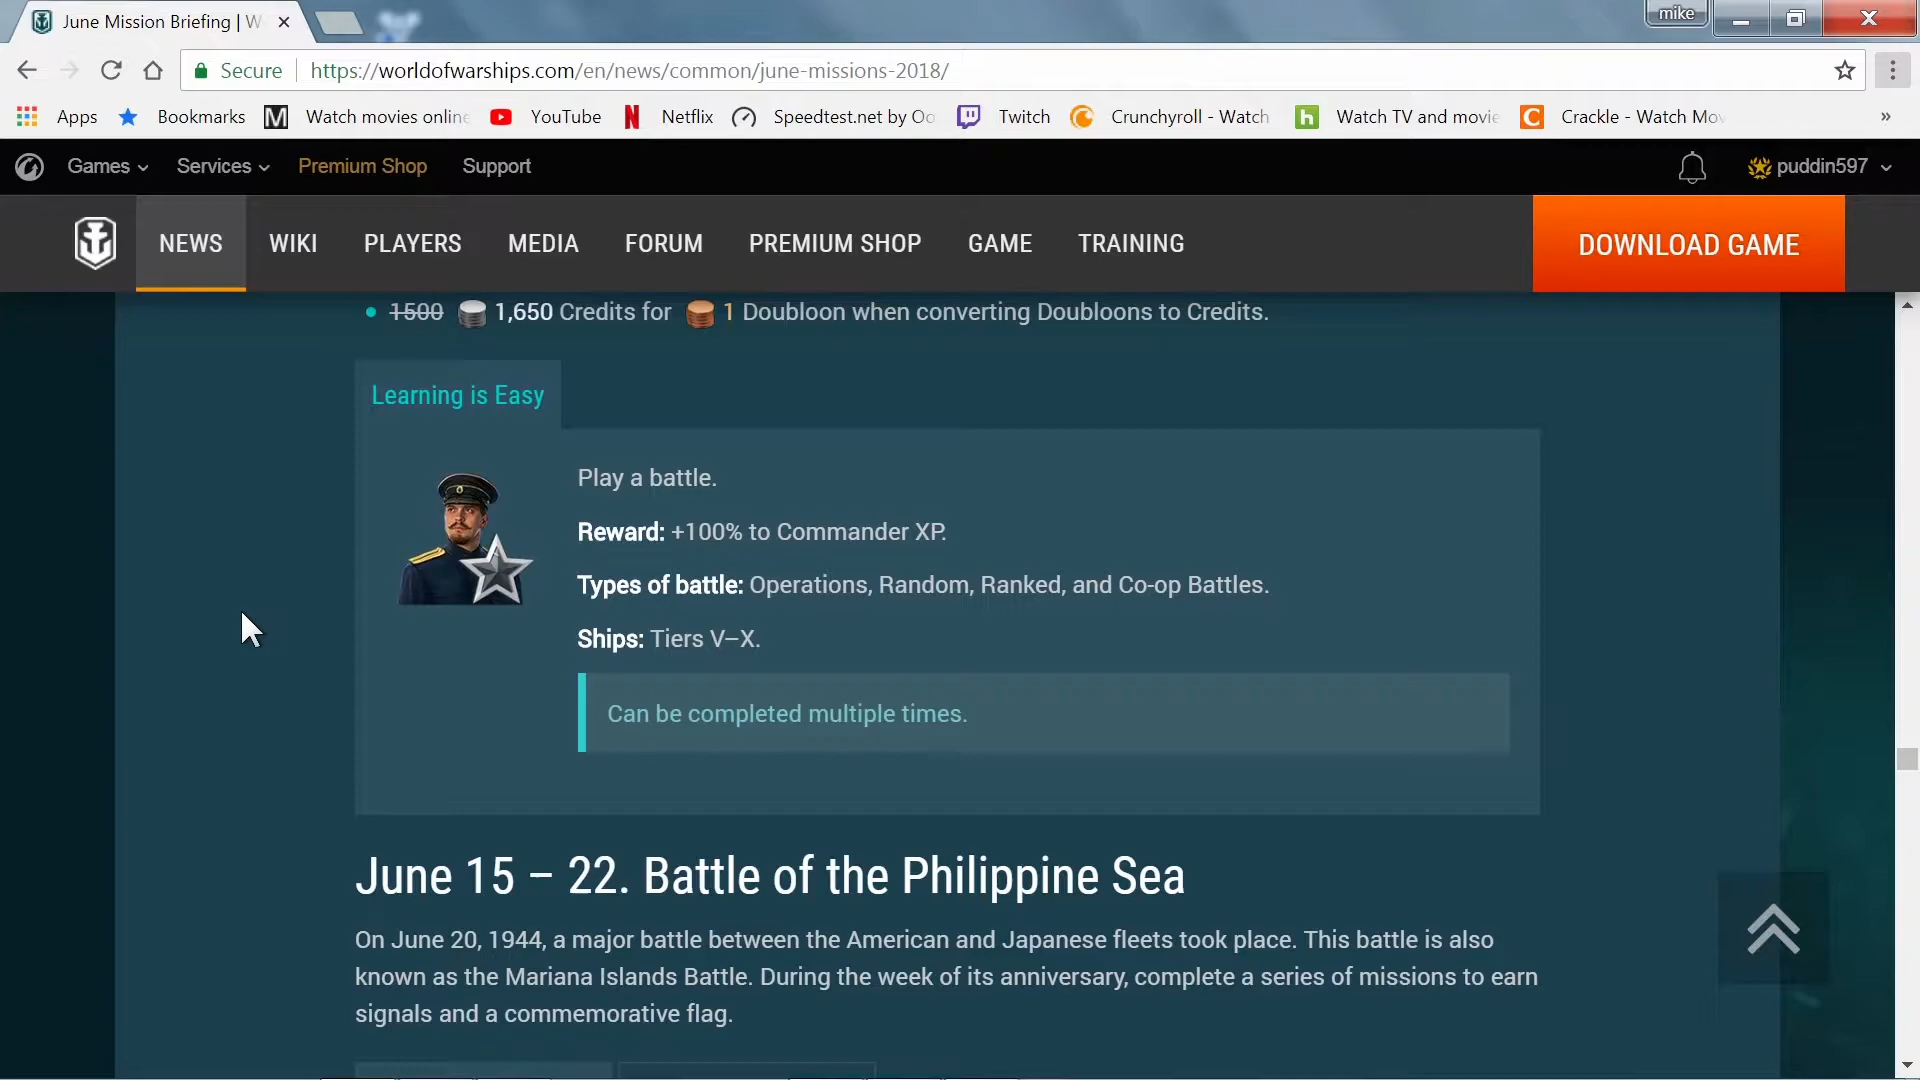 June Mission Briefing | W
mike
Secure
https://worldofwarships.com/en/news/common/june-missions-2018/
Apps
Bookmarks
Watch movies online
YouTube
Netflix
Speedtest.net by Oo
Twitch
Crunchyroll - Watch
Watch TV and movie
Crackle - Watch Mov
»
Games
Services
Premium Shop
Support
puddin597
NEWS
WIKI
PLAYERS
MEDIA
FORUM
PREMIUM SHOP
GAME
TRAINING
DOWNLOAD GAME
• 1500 1,650 Credits for 1 Doubloon when converting Doubloons to Credits.
Learning is Easy
Play a battle.
Reward: +100% to Commander XP.
Types of battle: Operations, Random, Ranked, and Co-op Battles.
Ships: Tiers V–X.
Can be completed multiple times.
June 15 – 22. Battle of the Philippine Sea
On June 20, 1944, a major battle between the American and Japanese fleets took place. This battle is also
known as the Mariana Islands Battle. During the week of its anniversary, complete a series of missions to earn
signals and a commemorative flag.